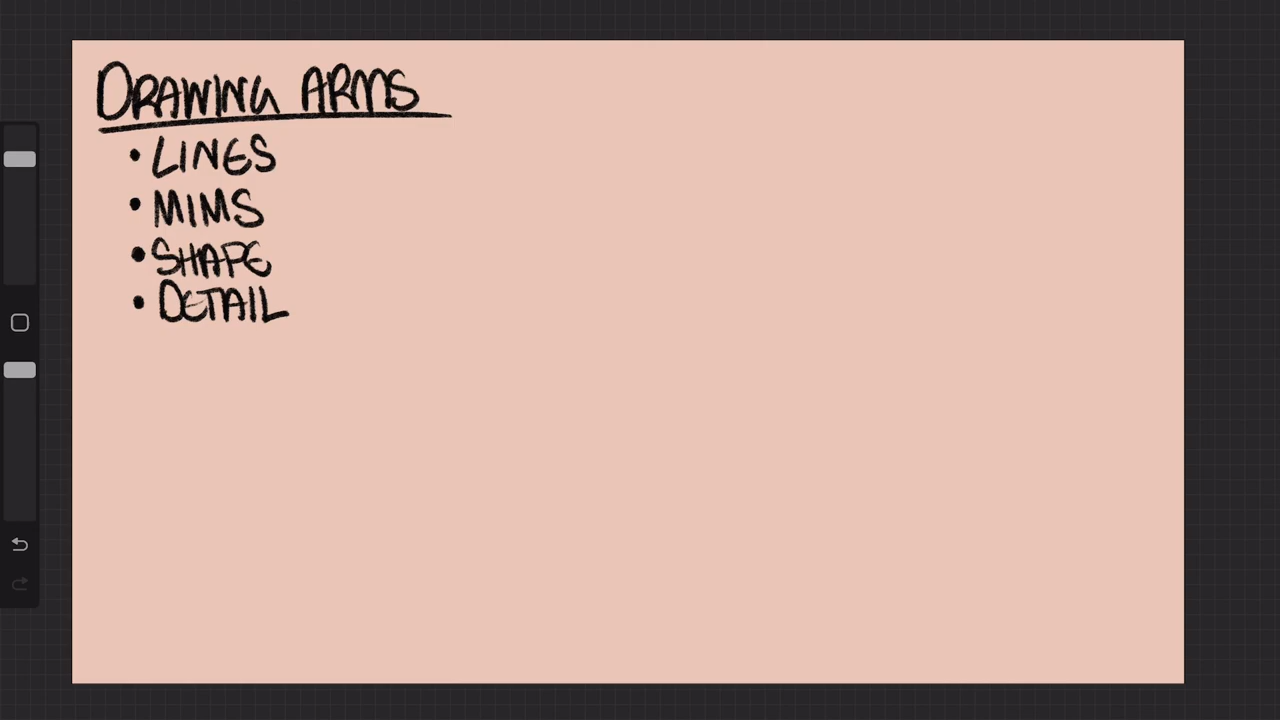 DRAWING ARMS
• LINES
• MIMS
• SHAPE
• DETAIL